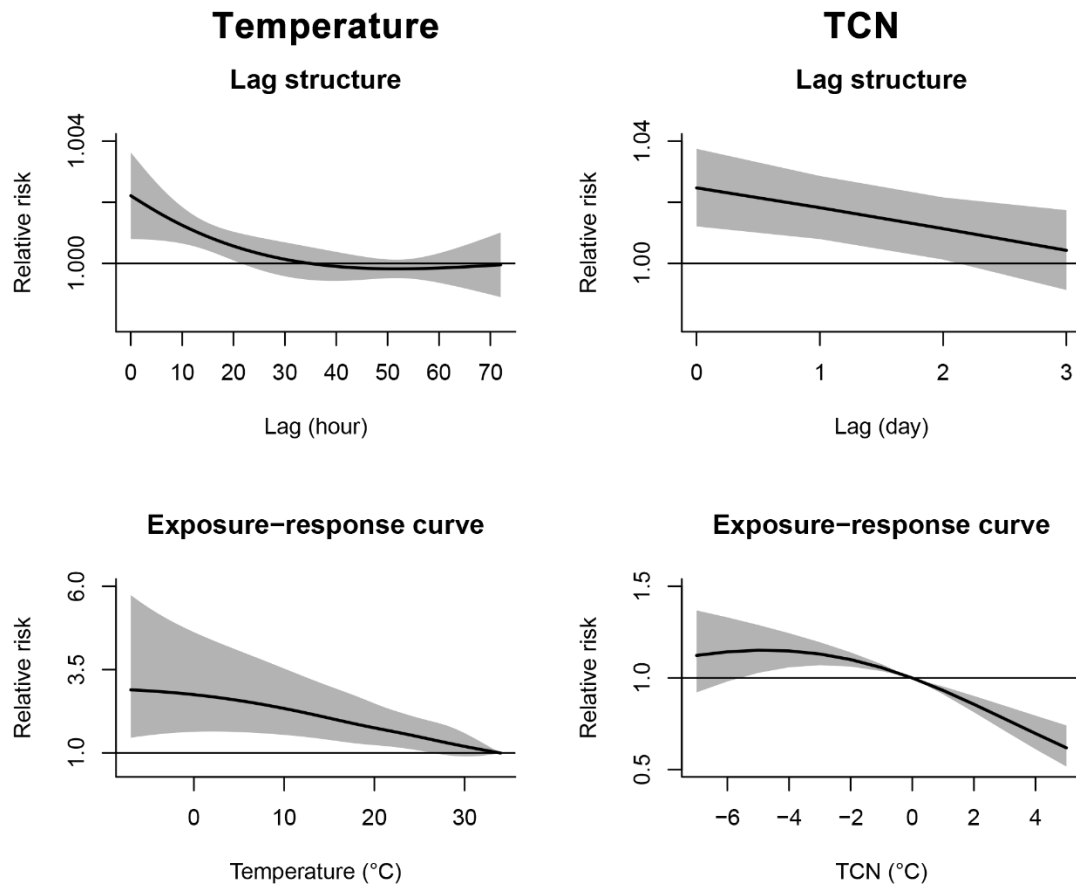 Temperature
TCN
Lag structure
Relative risk
1.004
1.000
0 10 20 30 40 50 60 70
Lag (hour)
Lag structure
Relative risk
1.04
1.00
0 1 2 3
Lag (day)
Exposure−response curve
Relative risk
6.0
3.5
1.0
0 10 20 30
Temperature (°C)
Exposure−response curve
Relative risk
1.5
1.0
0.5
−6 −4 −2 0 2 4
TCN (°C)